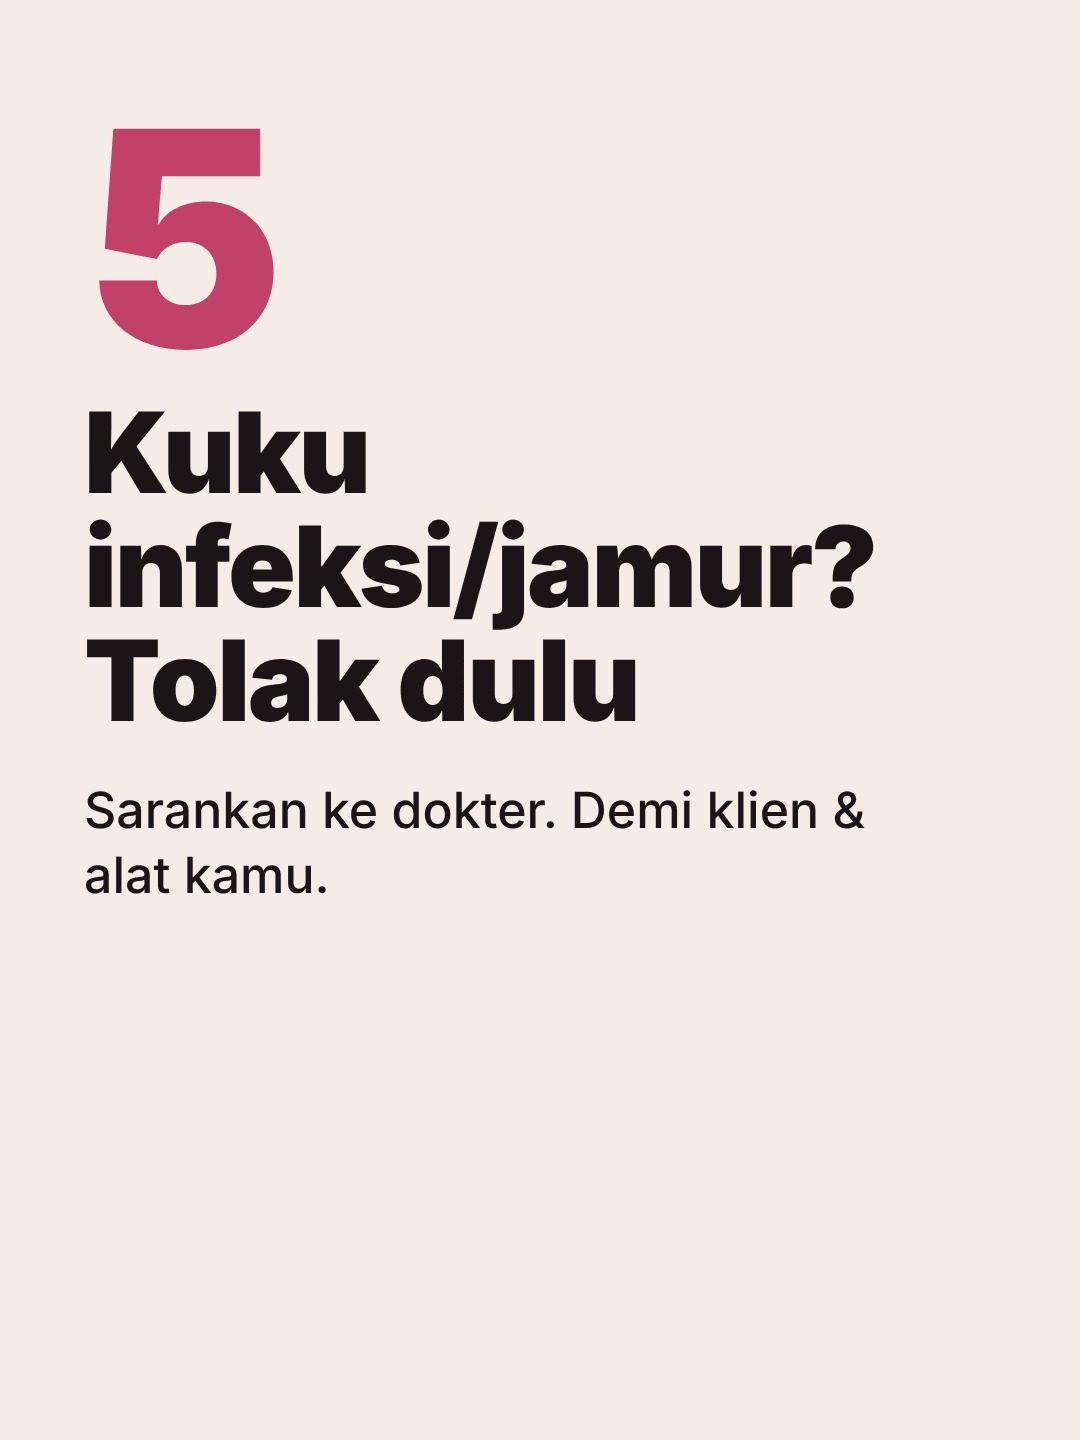 5
Kuku
infeksi/jamur?
Tolak dulu
Sarankan ke dokter. Demi klien &
alat kamu.